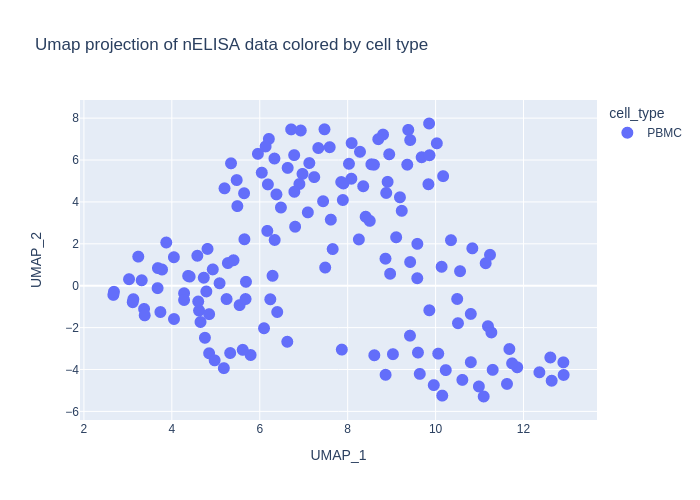 Umap projection of nELISA data colored by cell type
cell_type
PBMC
8
6
4
2
0
−2
−4
−6
UMAP_2
2
4
6
8
10
12
UMAP_1